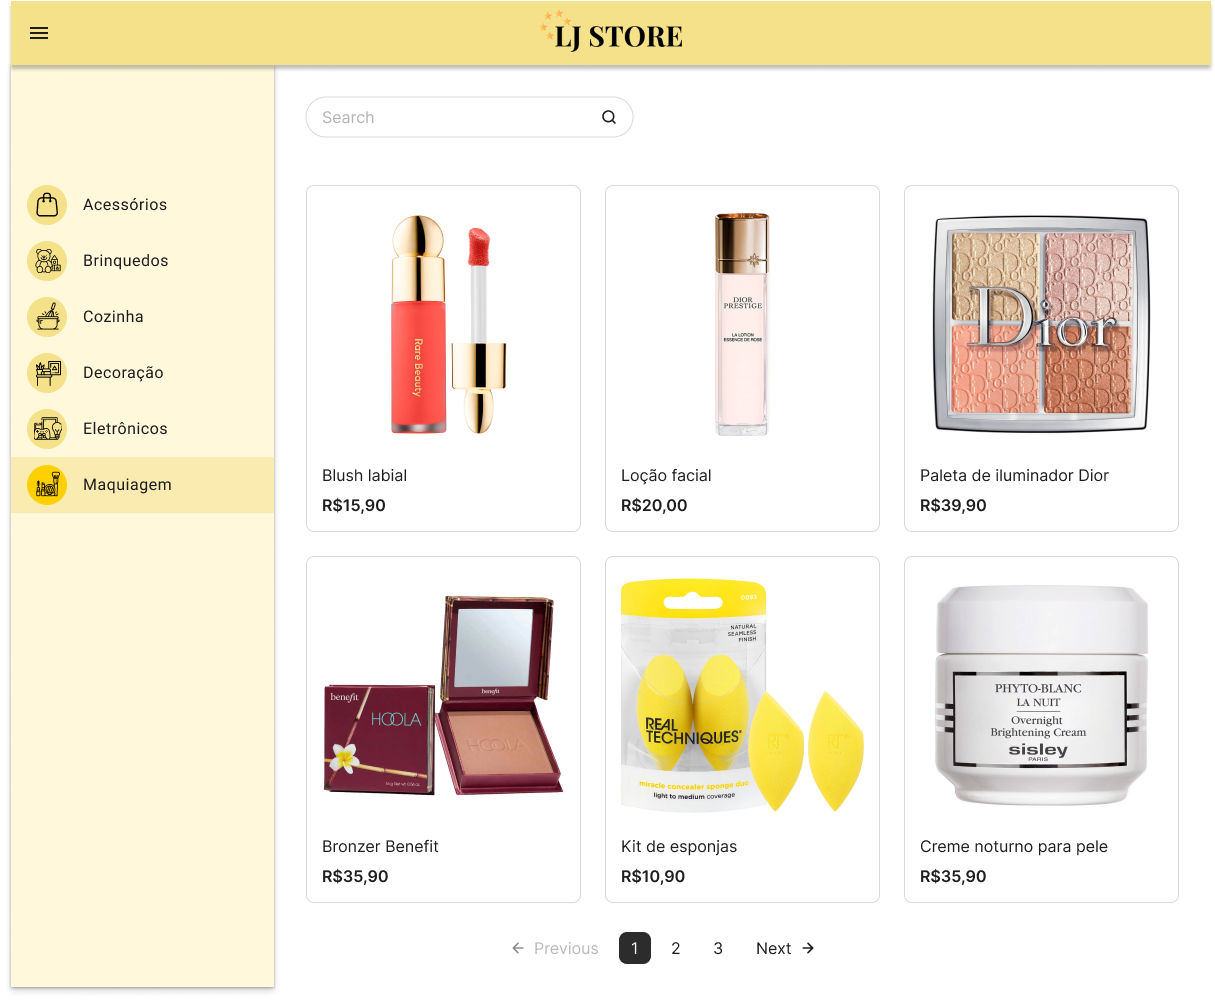 LJ STORE
Search
Acessórios
Brinquedos
Cozinha
Decoração
Eletrônicos
Maquiagem
Rare Beauty
DIOR
PRESTIGE
LA LOTION
ESSENCE DE ROSE
Dior
Blush labial
R$15,90
Loção facial
R$20,00
Paleta de iluminador Dior
R$39,90
benefit
HOOLA
benefit
HOOLA
NATURAL
SEAMLESS
FINISH
REAL
TECHNIQUES
RT
RT
miracle concealer sponge duo
light to medium coverage
PHYTO-BLANC
LA NUIT
Overnight
Brightening Cream
sisley
PARIS
Bronzer Benefit
R$35,90
Kit de esponjas
R$10,90
Creme noturno para pele
R$35,90
← Previous 1 2 3 Next →